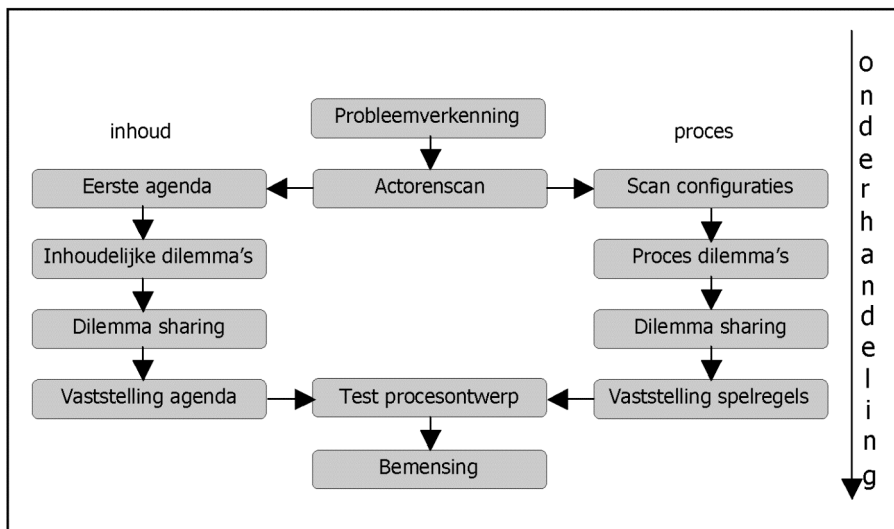 Probleemverkenning
inhoud
proces
Eerste agenda
Actorenscan
Scan configuraties
Inhoudelijke dilemma's
Proces dilemma's
Dilemma sharing
Dilemma sharing
Vaststelling agenda
Test procesontwerp
Vaststelling spelregels
Bemensing
onderhandeling